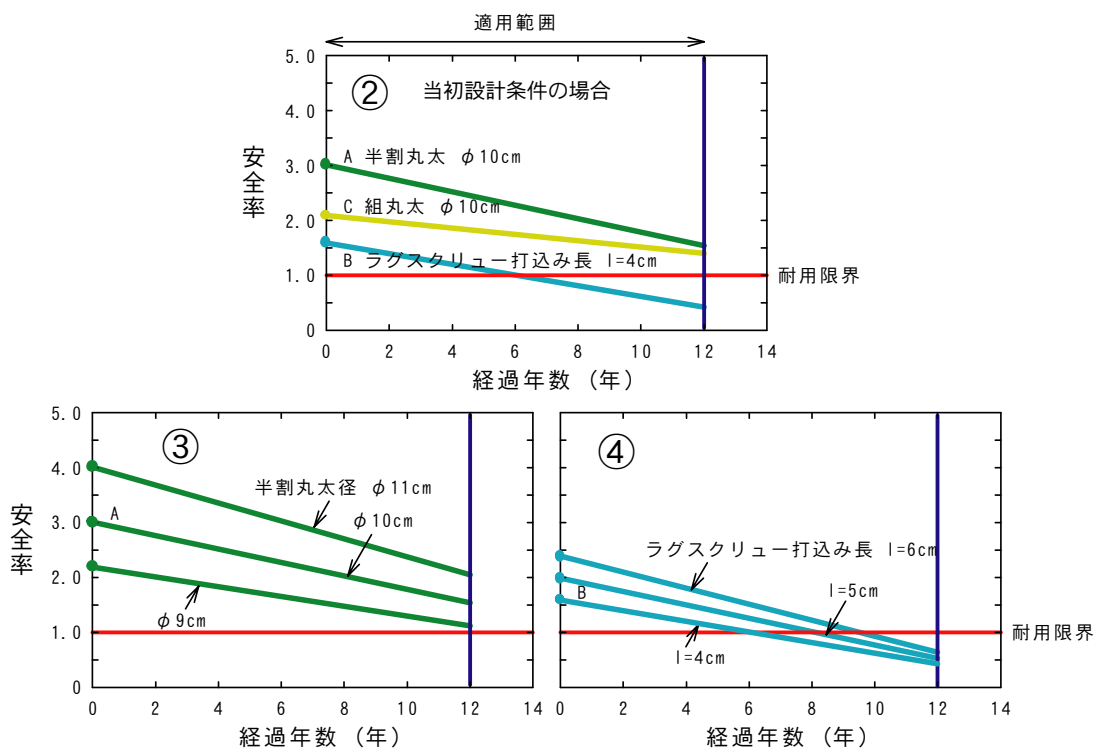 適用範囲
② 当初設計条件の場合
安全率
5.0
4.0
3.0
2.0
1.0
0
A 半割丸太 φ10cm
C 組丸太 φ10cm
B ラグスクリュー打込み長 l=4cm
耐用限界
0 2 4 6 8 10 12 14
経過年数 (年)
③
安全率
5.0
4.0
3.0
2.0
1.0
0
半割丸太径 φ11cm
A
φ10cm
φ9cm
0 2 4 6 8 10 12 14
経過年数 (年)
④
ラグスクリュー打込み長 l=6cm
B
l=5cm
l=4cm
耐用限界
0 2 4 6 8 10 12 14
経過年数 (年)